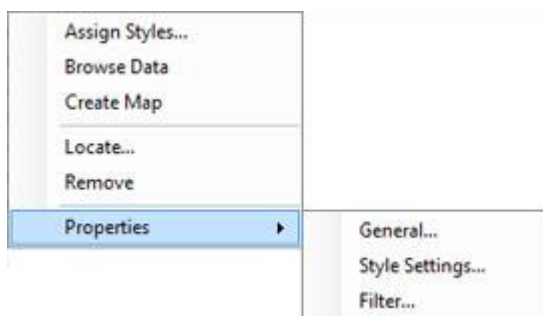 Assign Styles...
Browse Data
Create Map
Locate...
Remove
Properties
General...
Style Settings...
Filter...